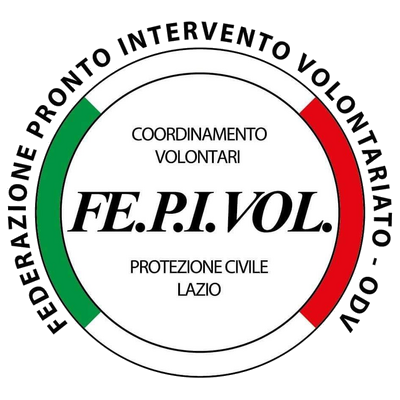 FEDERAZIONE PRONTO INTERVENTO VOLONTARIATO - ODV
COORDINAMENTO
VOLONTARI
FE.P.I.VOL.
PROTEZIONE CIVILE
LAZIO